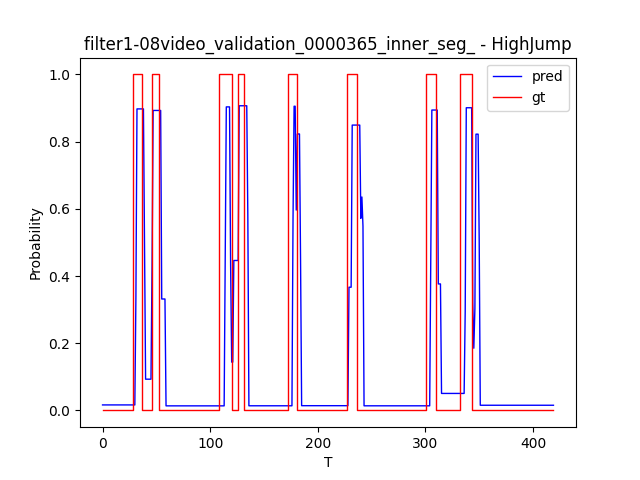 filter1-08video_validation_0000365_inner_seg_ - HighJump
pred
gt
1.0
0.8
0.6
0.4
0.2
0.0
Probability
0
100
200
300
400
T